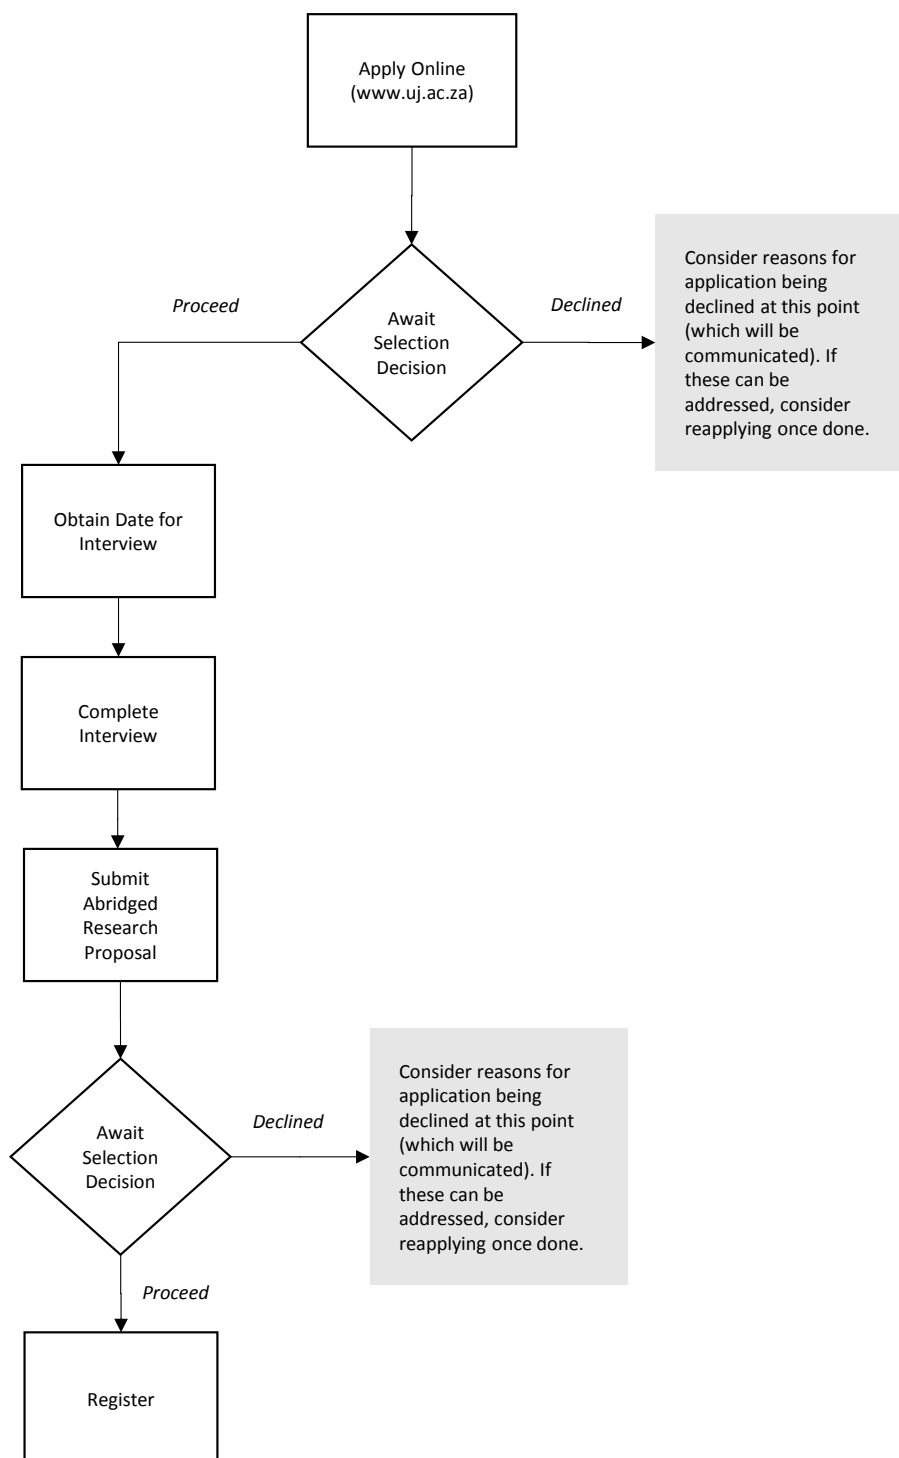 Apply Online
(www.uj.ac.za)
Proceed
Await
Selection
Decision
Declined
Consider reasons for
application being
declined at this point
(which will be
communicated). If
these can be
addressed, consider
reapplying once done.
Obtain Date for
Interview
Complete
Interview
Submit
Abridged
Research
Proposal
Await
Selection
Decision
Declined
Consider reasons for
application being
declined at this point
(which will be
communicated). If
these can be
addressed, consider
reapplying once done.
Proceed
Register